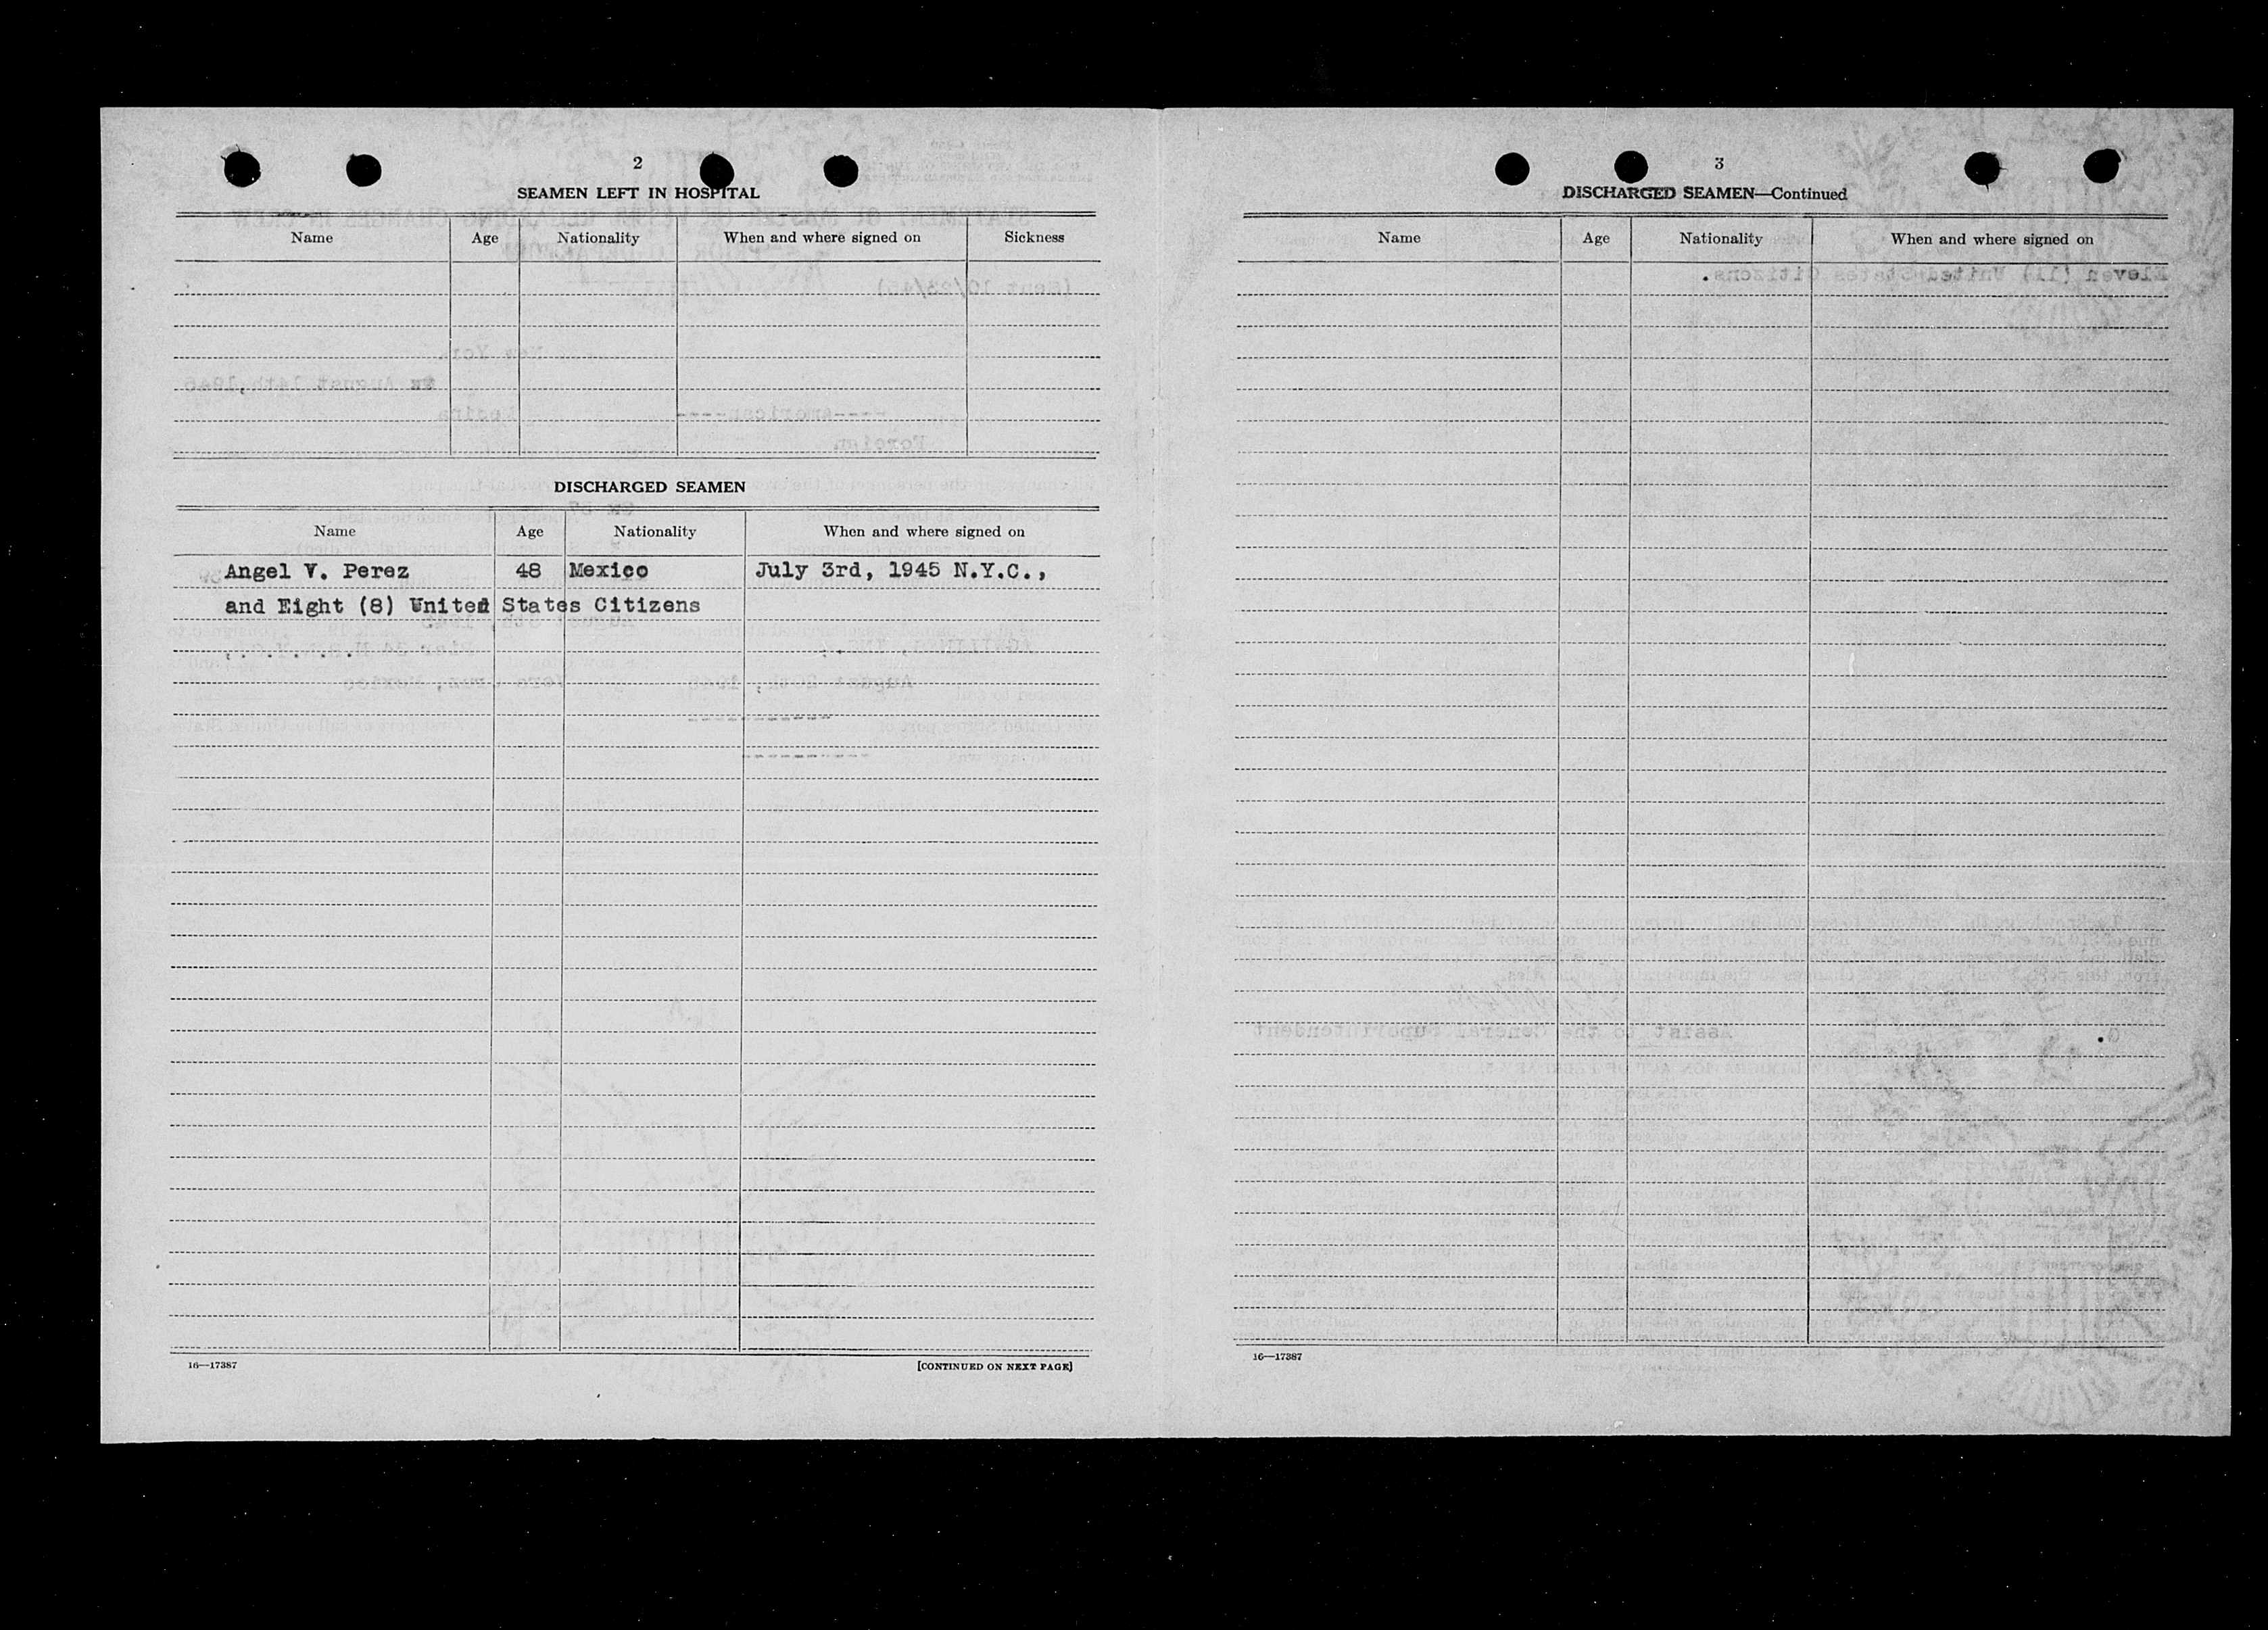 2
SEAMEN LEFT IN HOSPITAL
Name Age Nationality When and where signed on Sickness
DISCHARGED SEAMEN
Name Age Nationality When and where signed on
Angel V. Perez 48 Mexico July 3rd, 1945 N.Y.C.,
and Eight (8) United States Citizens
16—17387
[CONTINUED ON NEXT PAGE]
3
DISCHARGED SEAMEN—Continued
Name Age Nationality When and where signed on
16—17387